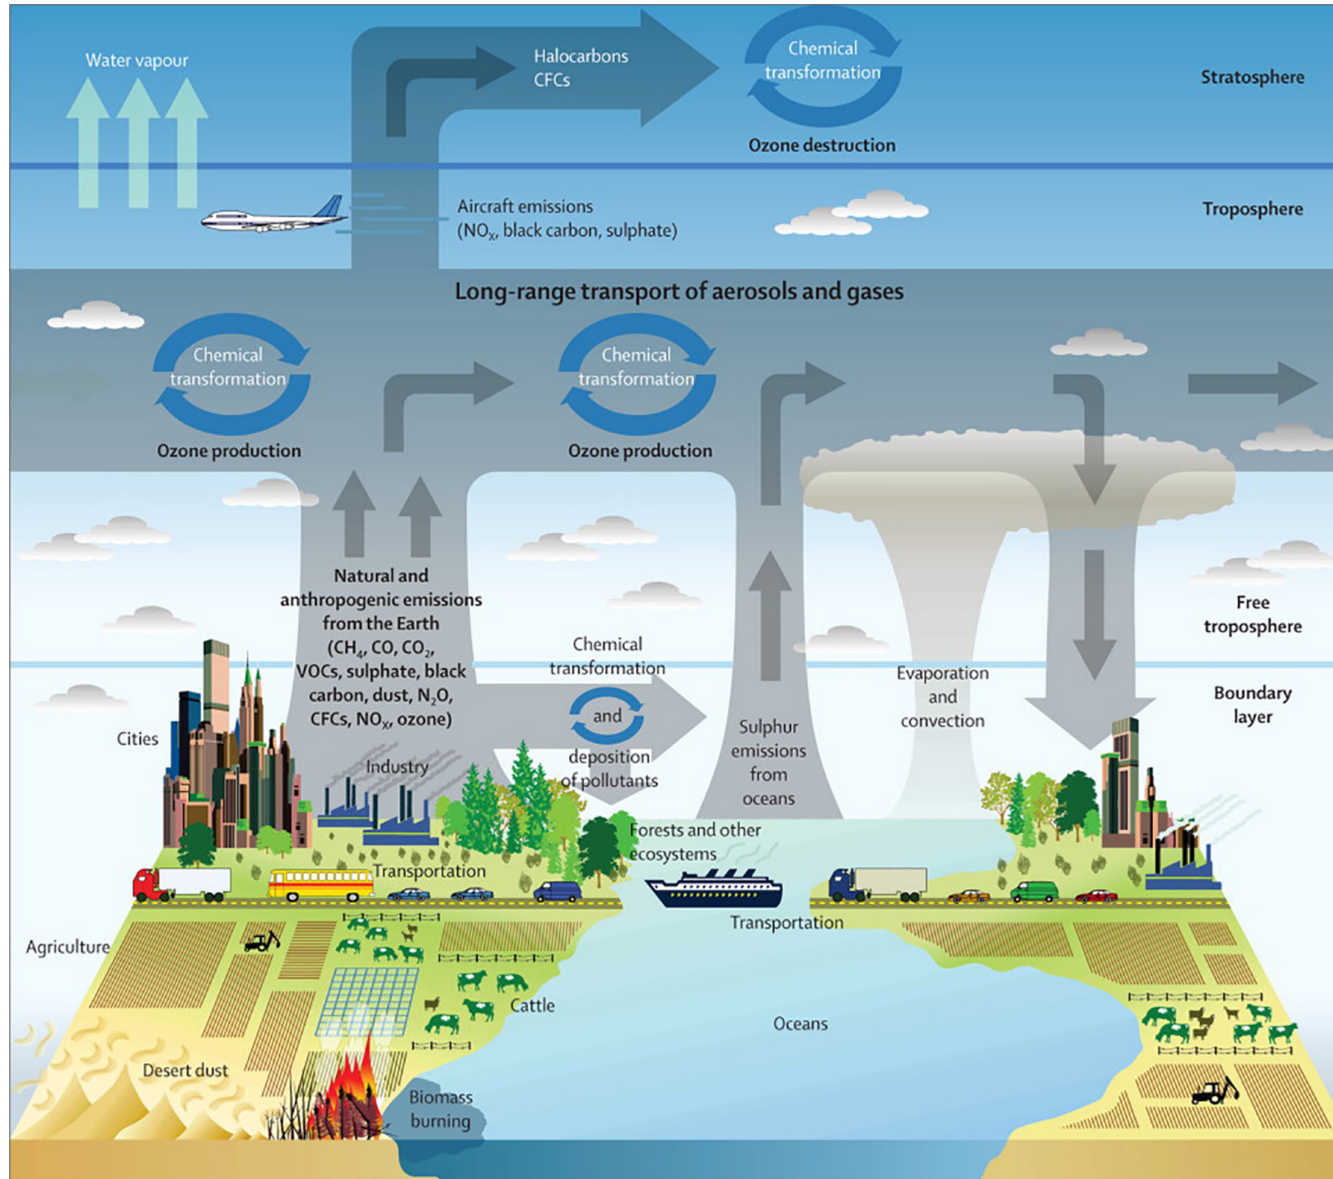 Water vapour
Halocarbons
CFCs
Chemical
transformation
Ozone destruction
Stratosphere
Aircraft emissions
(NOₓ, black carbon, sulphate)
Troposphere
Long-range transport of aerosols and gases
Chemical
transformation
Ozone production
Chemical
transformation
Ozone production
Natural and
anthropogenic emissions
from the Earth
(CH₄, CO, CO₂,
VOCs, sulphate, black
carbon, dust, N₂O,
CFCs, NOₓ, ozone)
Free
troposphere
Chemical
transformation
and
deposition
of pollutants
Evaporation
and
convection
Boundary
layer
Sulphur
emissions
from
oceans
Cities
Industry
Forests and other
ecosystems
Transportation
Transportation
Agriculture
Cattle
Oceans
Desert dust
Biomass
burning